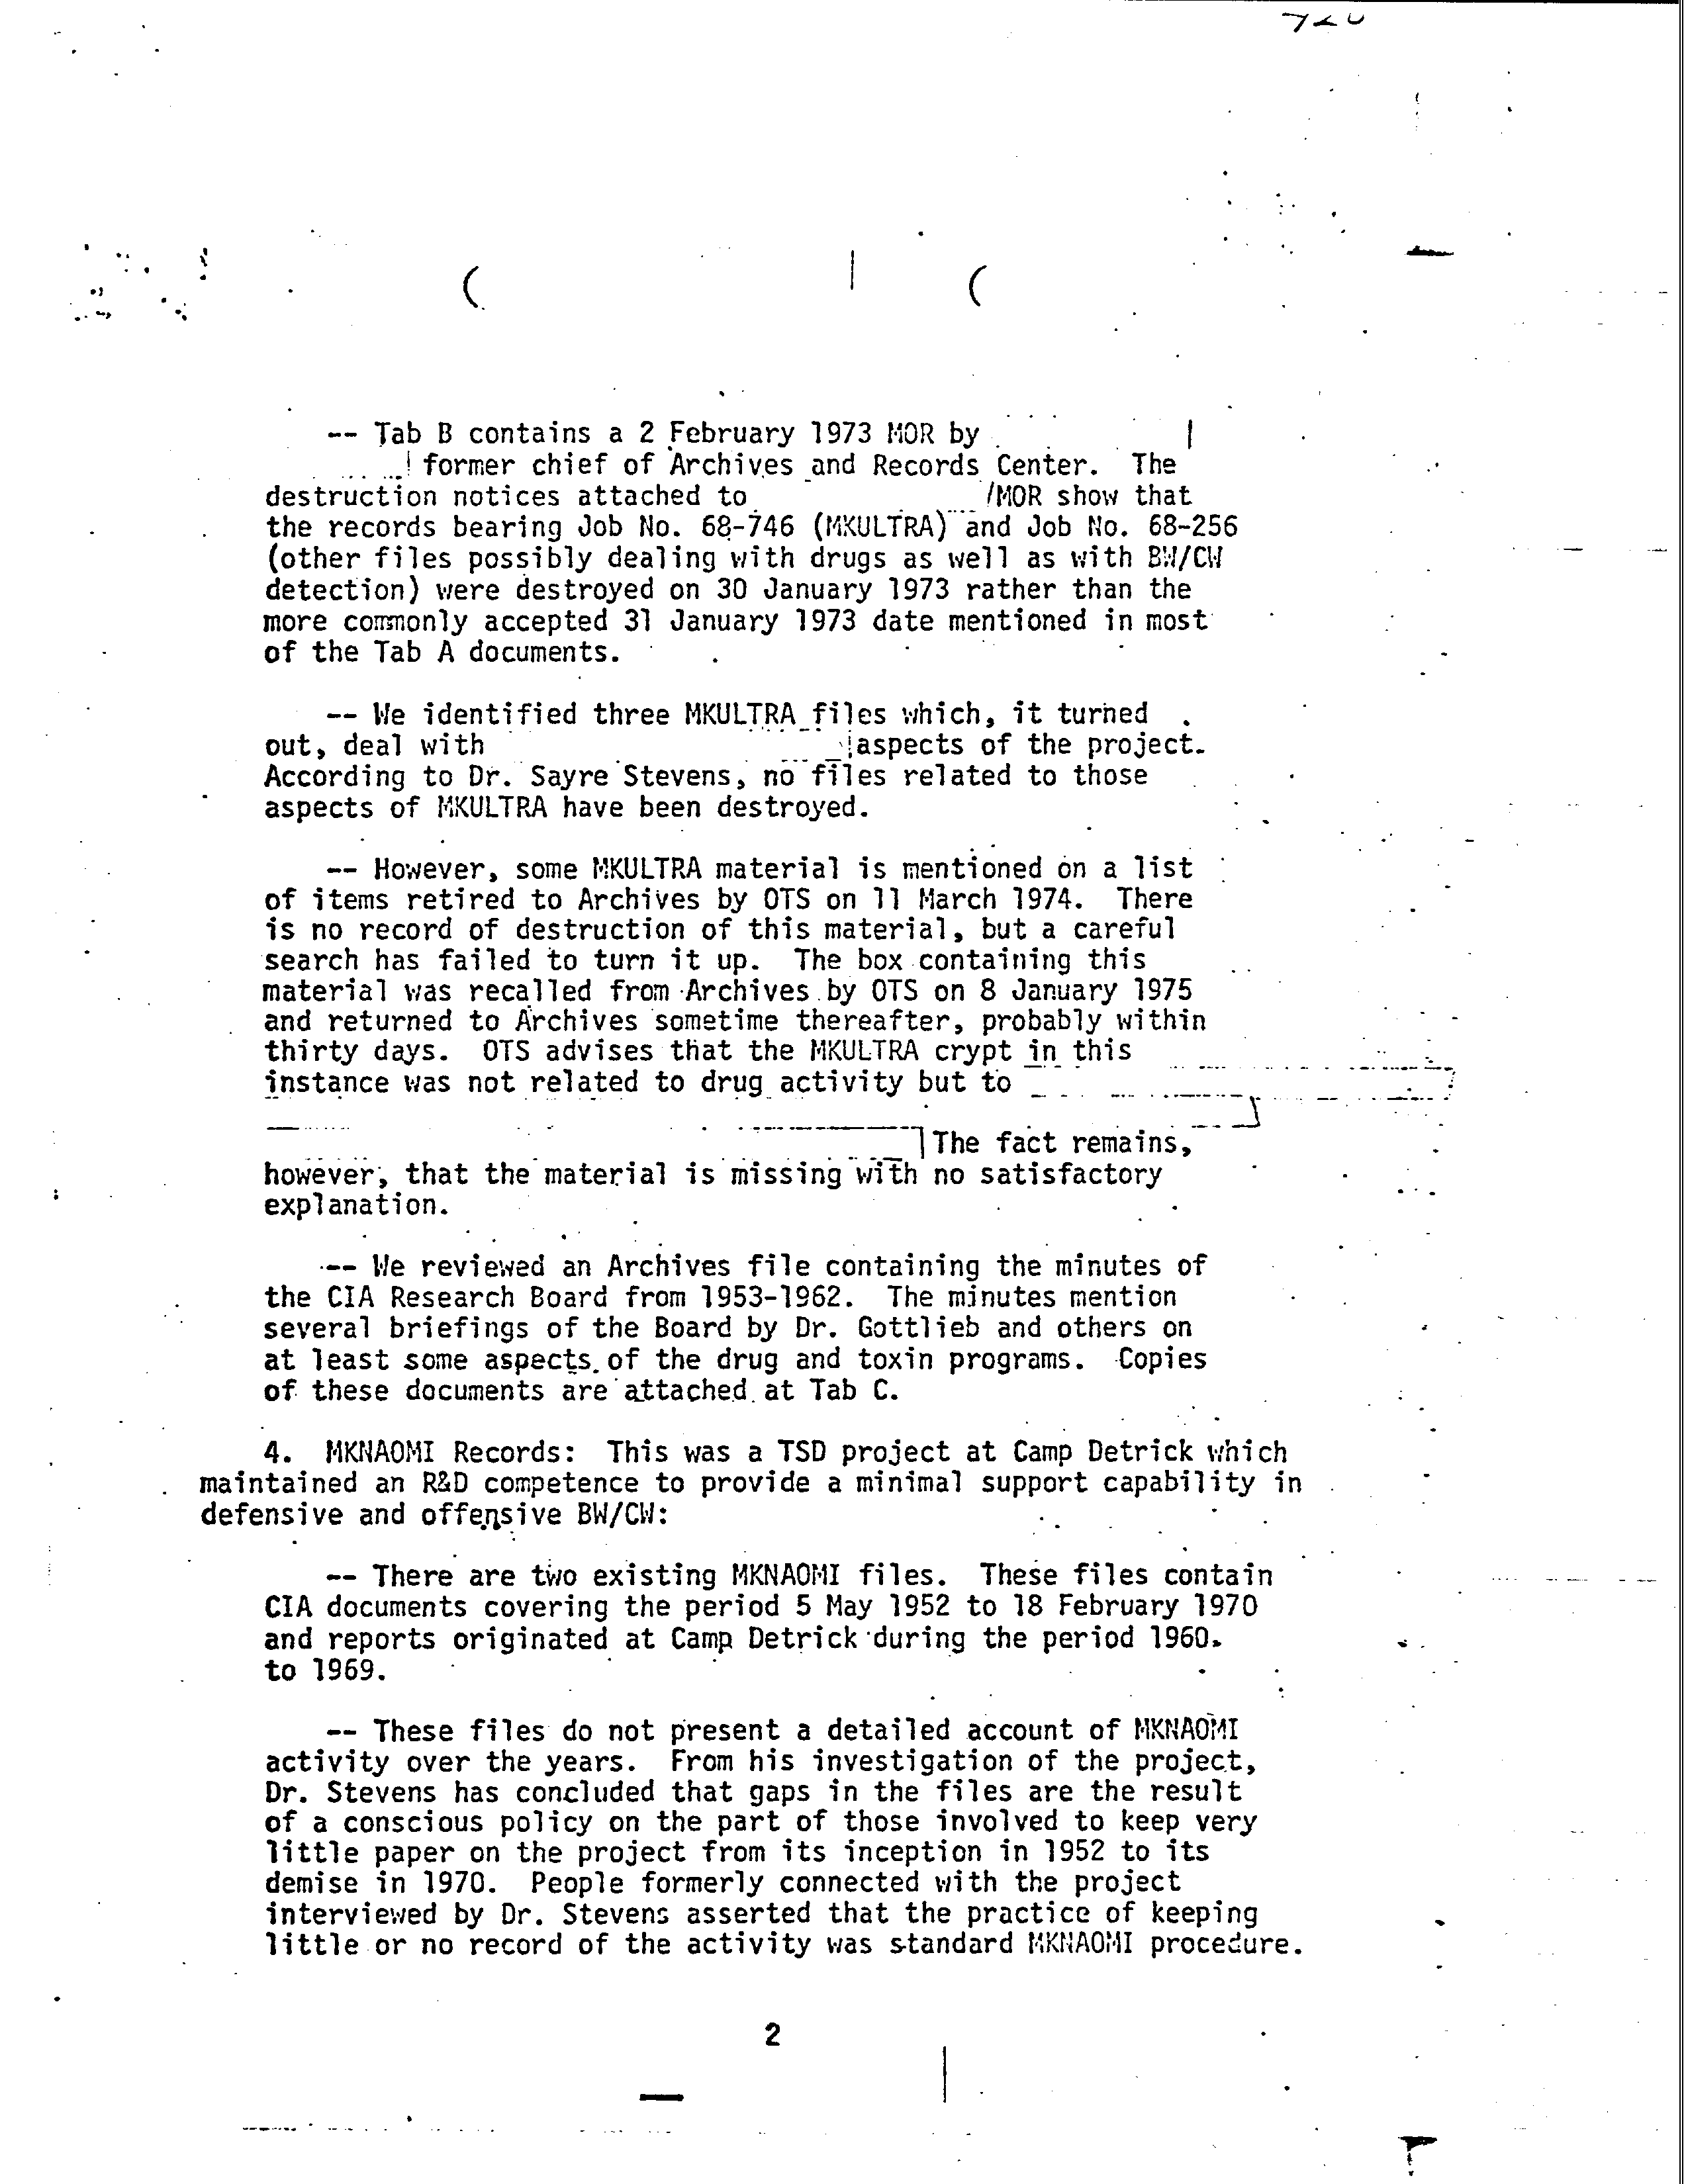 720
-- Tab B contains a 2 February 1973 MOR by
former chief of Archives and Records Center. The
destruction notices attached to /MOR show that
the records bearing Job No. 68-746 (MKULTRA) and Job No. 68-256
(other files possibly dealing with drugs as well as with BW/CW
detection) were destroyed on 30 January 1973 rather than the
more commonly accepted 31 January 1973 date mentioned in most
of the Tab A documents.
-- We identified three MKULTRA files which, it turned
out, deal with aspects of the project.
According to Dr. Sayre Stevens, no files related to those
aspects of MKULTRA have been destroyed.
-- However, some MKULTRA material is mentioned on a list
of items retired to Archives by OTS on 11 March 1974. There
is no record of destruction of this material, but a careful
search has failed to turn it up. The box containing this
material was recalled from Archives by OTS on 8 January 1975
and returned to Archives sometime thereafter, probably within
thirty days. OTS advises that the MKULTRA crypt in this
instance was not related to drug activity but to
The fact remains,
however, that the material is missing with no satisfactory
explanation.
-- We reviewed an Archives file containing the minutes of
the CIA Research Board from 1953-1962. The minutes mention
several briefings of the Board by Dr. Gottlieb and others on
at least some aspects of the drug and toxin programs. Copies
of these documents are attached at Tab C.
4. MKNAOMI Records: This was a TSD project at Camp Detrick which
maintained an R&D competence to provide a minimal support capability in
defensive and offensive BW/CW:
-- There are two existing MKNAOMI files. These files contain
CIA documents covering the period 5 May 1952 to 18 February 1970
and reports originated at Camp Detrick during the period 1960
to 1969.
-- These files do not present a detailed account of MKNAOMI
activity over the years. From his investigation of the project,
Dr. Stevens has concluded that gaps in the files are the result
of a conscious policy on the part of those involved to keep very
little paper on the project from its inception in 1952 to its
demise in 1970. People formerly connected with the project
interviewed by Dr. Stevens asserted that the practice of keeping
little or no record of the activity was standard MKNAOMI procedure.
2